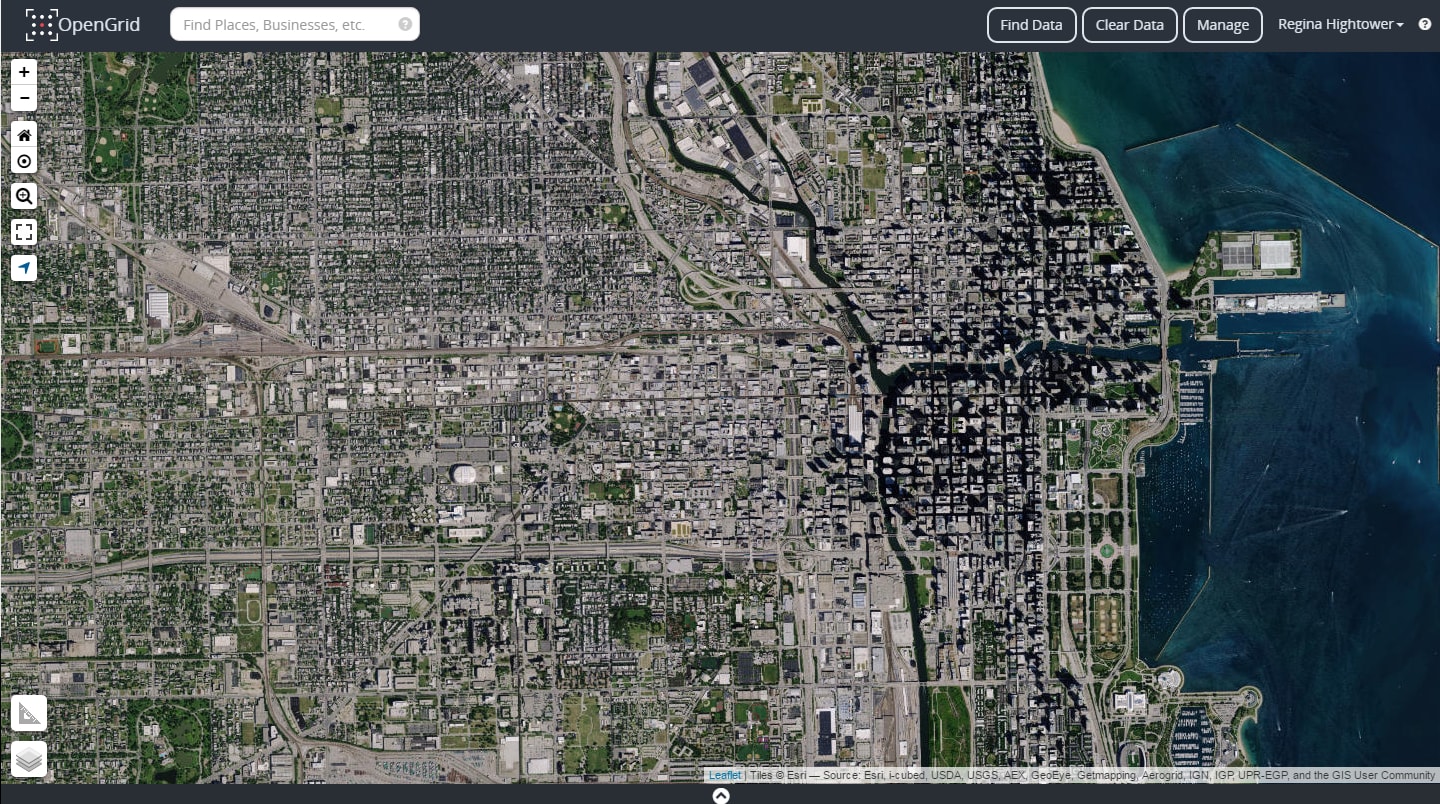 OpenGrid
Find Places, Businesses, etc.
?
Find Data
Clear Data
Manage
Regina Hightower
?
+
−
Leaflet | Tiles © Esri — Source: Esri, i-cubed, USDA, USGS, AEX, GeoEye, Getmapping, Aerogrid, IGN, IGP, UPR-EGP, and the GIS User Community